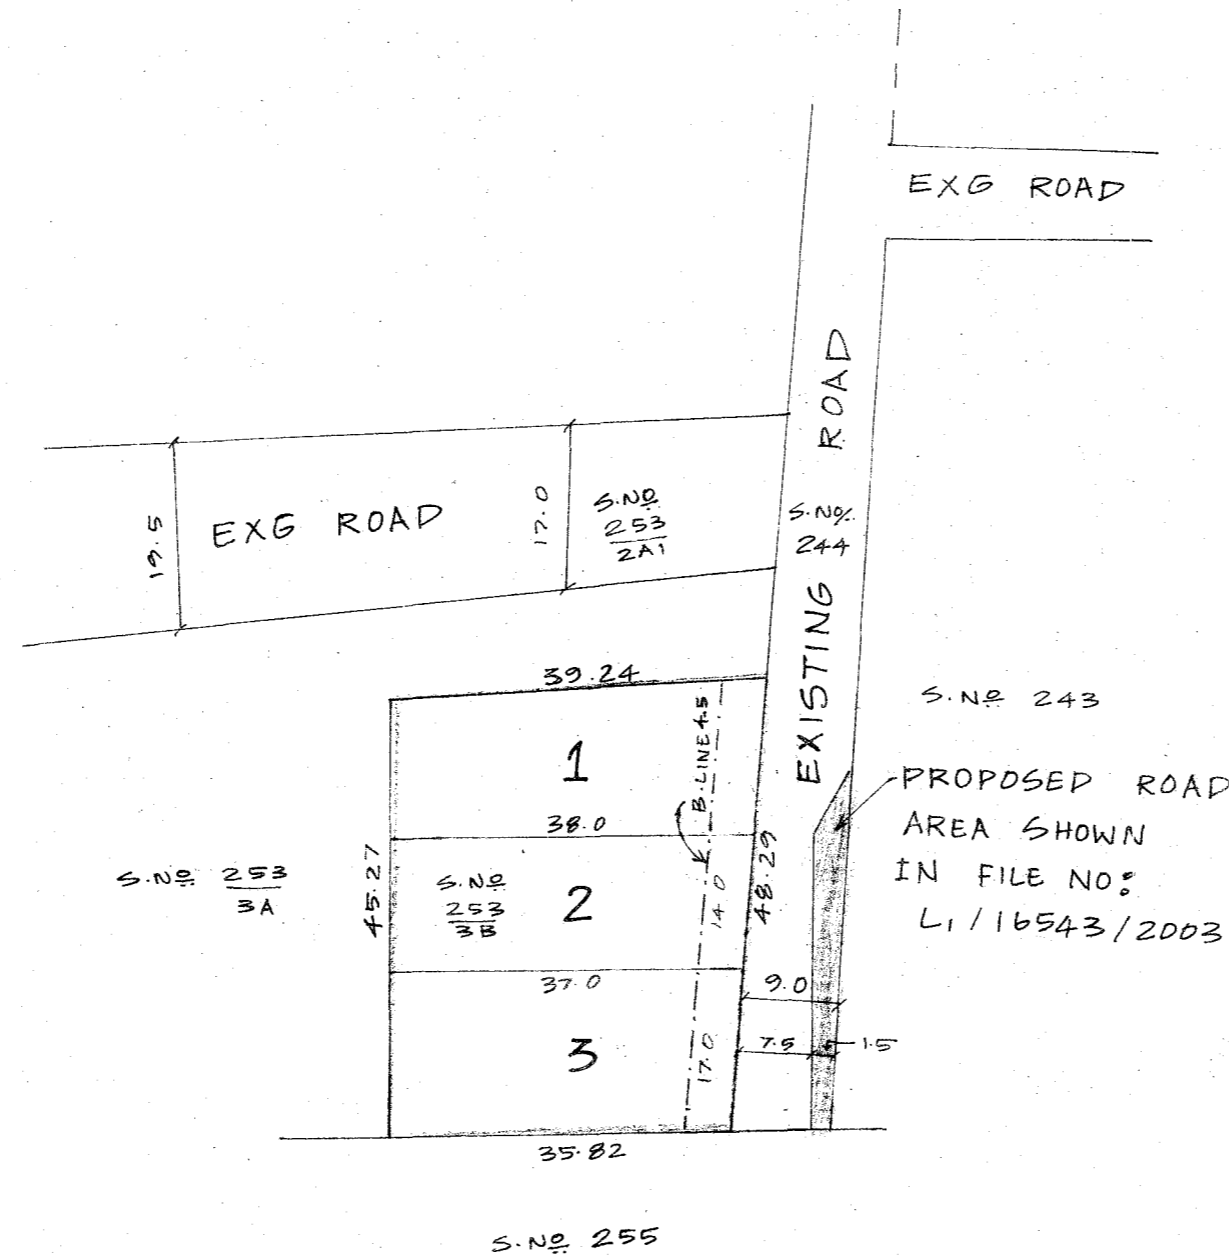 EXG ROAD
EXISTING ROAD
S.No.
244
19.5
EXG ROAD
17.0
S.No
253
2A1
39.24
S.No 243
1
B.LINE 4.5
38.0
PROPOSED ROAD
AREA SHOWN
IN FILE NO:
L1/16543/2003
S.No 253
3A
45.27
S.No
253
3B
2
14.0
48.29
37.0
9.0
3
17.0
7.5
1.5
35.82
S.No 255